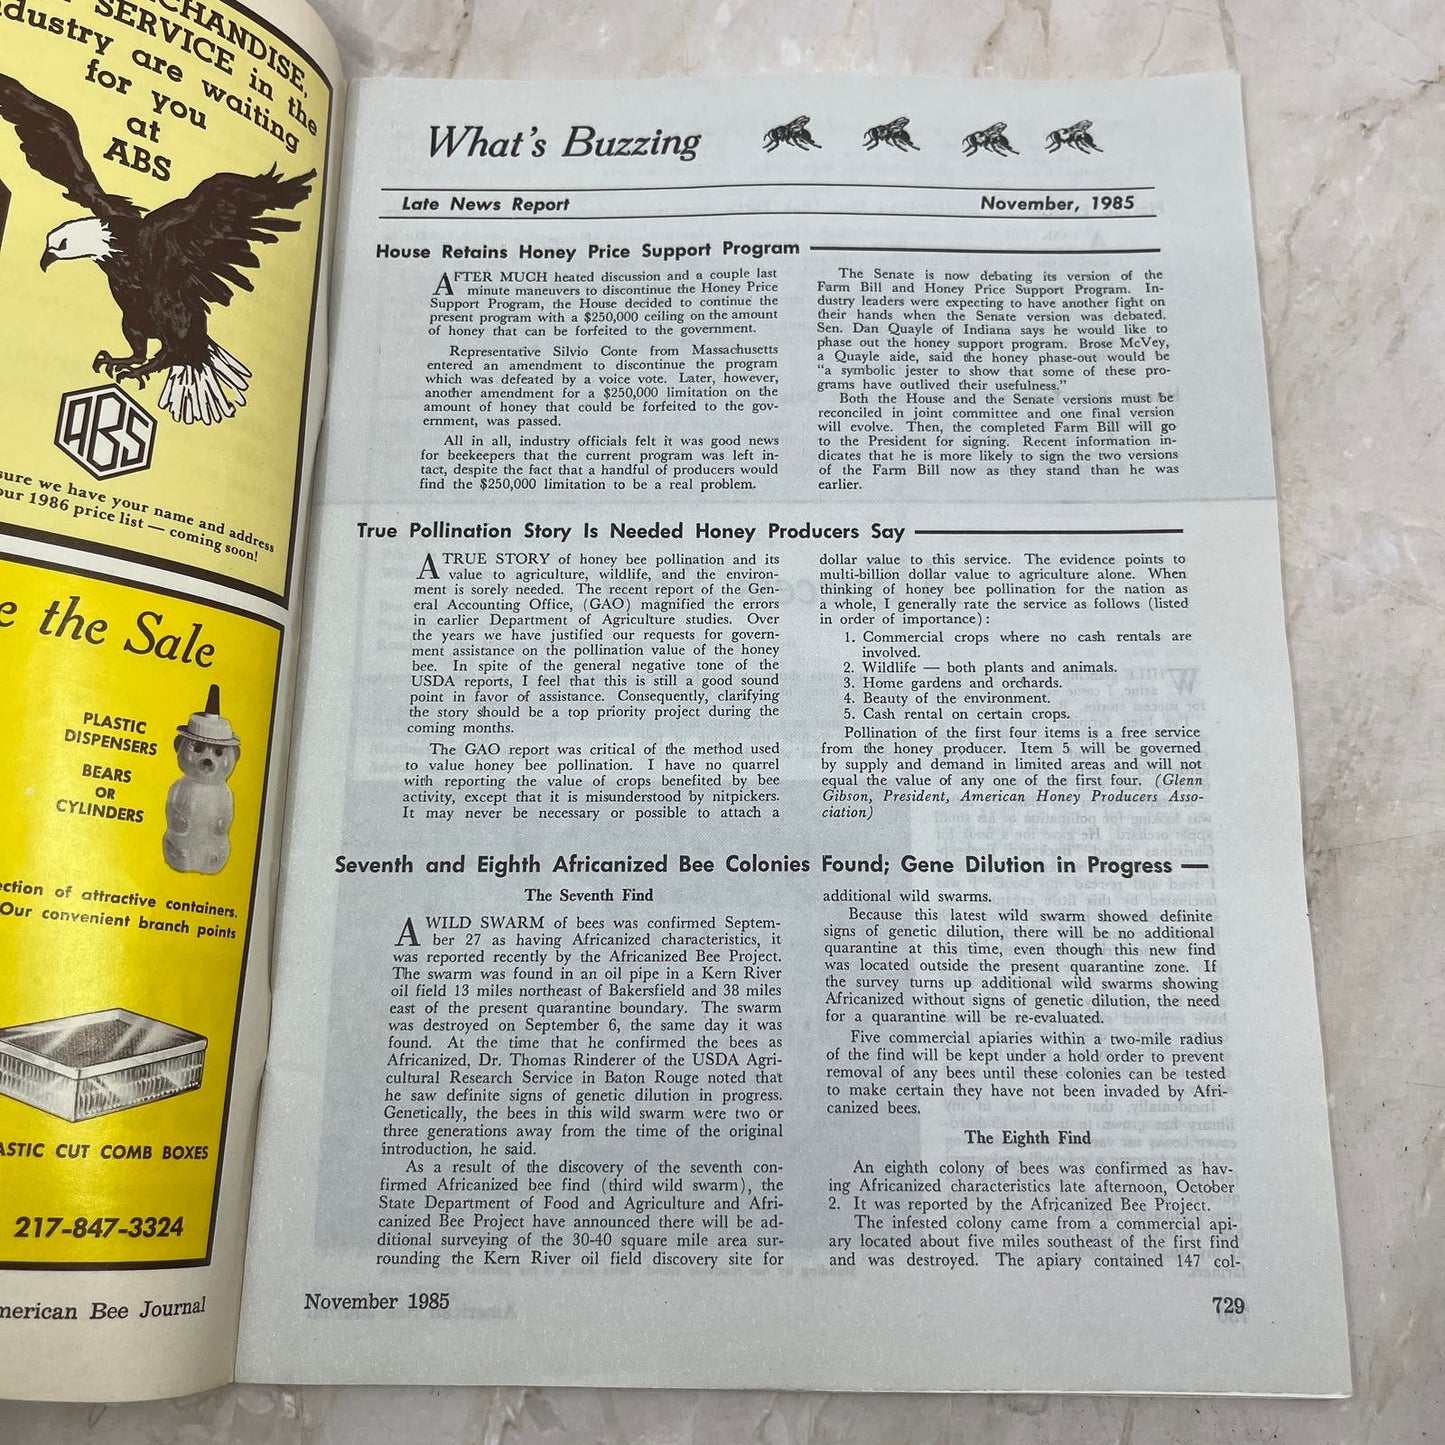 CHANDISE,
SERVICE in the
dustry are waiting
for you
at
ABS
ABS
sure we have your name and address
our 1986 price list — coming soon!
e the Sale
PLASTIC
DISPENSERS
BEARS
OR
CYLINDERS
ection of attractive containers.
Our convenient branch points
ASTIC CUT COMB BOXES
217-847-3324
merican Bee Journal
What's Buzzing
Late News Report November, 1985
House Retains Honey Price Support Program
AFTER MUCH heated discussion and a couple last
minute maneuvers to discontinue the Honey Price
Support Program, the House decided to continue the
present program with a $250,000 ceiling on the amount
of honey that can be forfeited to the government.
Representative Silvio Conte from Massachusetts
entered an amendment to discontinue the program
which was defeated by a voice vote. Later, however,
another amendment for a $250,000 limitation on the
amount of honey that could be forfeited to the gov-
ernment, was passed.
All in all, industry officials felt it was good news
for beekeepers that the current program was left in-
tact, despite the fact that a handful of producers would
find the $250,000 limitation to be a real problem.
The Senate is now debating its version of the
Farm Bill and Honey Price Support Program. In-
dustry leaders were expecting to have another fight on
their hands when the Senate version was debated.
Sen. Dan Quayle of Indiana says he would like to
phase out the honey support program. Brose McVey,
a Quayle aide, said the honey phase-out would be
"a symbolic jester to show that some of these pro-
grams have outlived their usefulness."
Both the House and the Senate versions must be
reconciled in joint committee and one final version
will evolve. Then, the completed Farm Bill will go
to the President for signing. Recent information in-
dicates that he is more likely to sign the two versions
of the Farm Bill now as they stand than he was
earlier.
True Pollination Story Is Needed Honey Producers Say
A TRUE STORY of honey bee pollination and its
value to agriculture, wildlife, and the environ-
ment is sorely needed. The recent report of the Gen-
eral Accounting Office, (GAO) magnified the errors
in earlier Department of Agriculture studies. Over
the years we have justified our requests for govern-
ment assistance on the pollination value of the honey
bee. In spite of the general negative tone of the
USDA reports, I feel that this is still a good sound
point in favor of assistance. Consequently, clarifying
the story should be a top priority project during the
coming months.
The GAO report was critical of the method used
to value honey bee pollination. I have no quarrel
with reporting the value of crops benefited by bee
activity, except that it is misunderstood by nitpickers.
It may never be necessary or possible to attach a
dollar value to this service. The evidence points to
multi-billion dollar value to agriculture alone. When
thinking of honey bee pollination for the nation as
a whole, I generally rate the service as follows (listed
in order of importance):
1. Commercial crops where no cash rentals are
involved.
2. Wildlife — both plants and animals.
3. Home gardens and orchards.
4. Beauty of the environment.
5. Cash rental on certain crops.
Pollination of the first four items is a free service
from the honey producer. Item 5 will be governed
by supply and demand in limited areas and will not
equal the value of any one of the first four. (Glenn
Gibson, President, American Honey Producers Asso-
ciation)
Seventh and Eighth Africanized Bee Colonies Found; Gene Dilution in Progress
The Seventh Find
A WILD SWARM of bees was confirmed Septem-
ber 27 as having Africanized characteristics, it
was reported recently by the Africanized Bee Project.
The swarm was found in an oil pipe in a Kern River
oil field 13 miles northeast of Bakersfield and 38 miles
east of the present quarantine boundary. The swarm
was destroyed on September 6, the same day it was
found. At the time that he confirmed the bees as
Africanized, Dr. Thomas Rinderer of the USDA Agri-
cultural Research Service in Baton Rouge noted that
he saw definite signs of genetic dilution in progress.
Genetically, the bees in this wild swarm were two or
three generations away from the time of the original
introduction, he said.
As a result of the discovery of the seventh con-
firmed Africanized bee find (third wild swarm), the
State Department of Food and Agriculture and Afri-
canized Bee Project have announced there will be ad-
ditional surveying of the 30-40 square mile area sur-
rounding the Kern River oil field discovery site for
additional wild swarms.
Because this latest wild swarm showed definite
signs of genetic dilution, there will be no additional
quarantine at this time, even though this new find
was located outside the present quarantine zone. If
the survey turns up additional wild swarms showing
Africanized without signs of genetic dilution, the need
for a quarantine will be re-evaluated.
Five commercial apiaries within a two-mile radius
of the find will be kept under a hold order to prevent
removal of any bees until these colonies can be tested
to make certain they have not been invaded by Afri-
canized bees.
The Eighth Find
An eighth colony of bees was confirmed as hav-
ing Africanized characteristics late afternoon, October
2. It was reported by the Africanized Bee Project.
The infested colony came from a commercial api-
ary located about five miles southeast of the first find
and was destroyed. The apiary contained 147 col-
November 1985 729